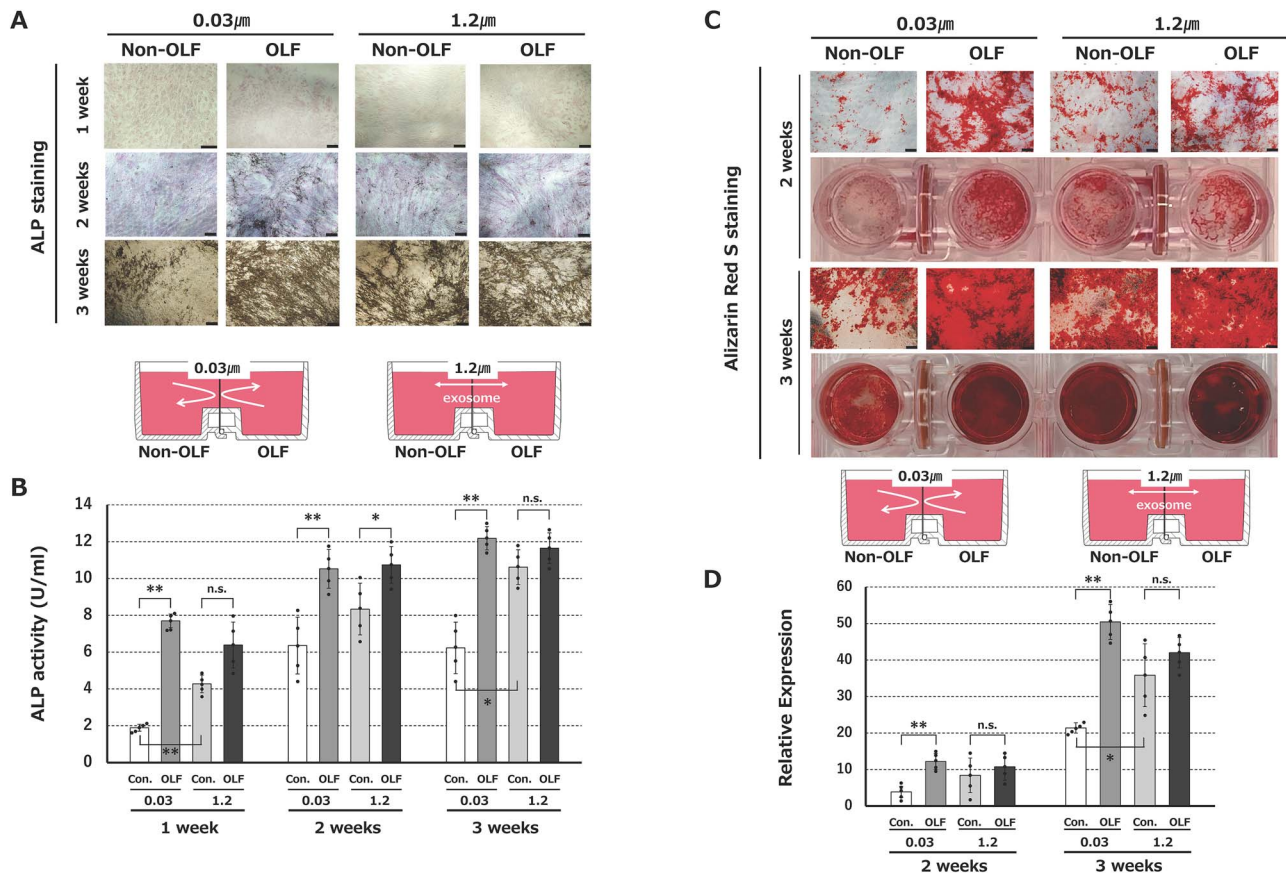 A
0.03㎛
1.2㎛
Non-OLF
OLF
Non-OLF
OLF
ALP staining
1 week
2 weeks
3 weeks
0.03㎛
Non-OLF
OLF
1.2㎛
exosome
Non-OLF
OLF
B
ALP activity (U/ml)
14
12
10
8
6
4
2
0
**
n.s.
**
**
*
**
n.s.
*
Con.
OLF
Con.
OLF
Con.
OLF
Con.
OLF
Con.
OLF
Con.
OLF
0.03
1.2
0.03
1.2
0.03
1.2
1 week
2 weeks
3 weeks
C
0.03㎛
1.2㎛
Non-OLF
OLF
Non-OLF
OLF
Alizarin Red S staining
2 weeks
3 weeks
0.03㎛
Non-OLF
OLF
1.2㎛
exosome
Non-OLF
OLF
D
Relative Expression
60
50
40
30
20
10
0
**
n.s.
**
n.s.
*
Con.
OLF
Con.
OLF
Con.
OLF
Con.
OLF
0.03
1.2
0.03
1.2
2 weeks
3 weeks